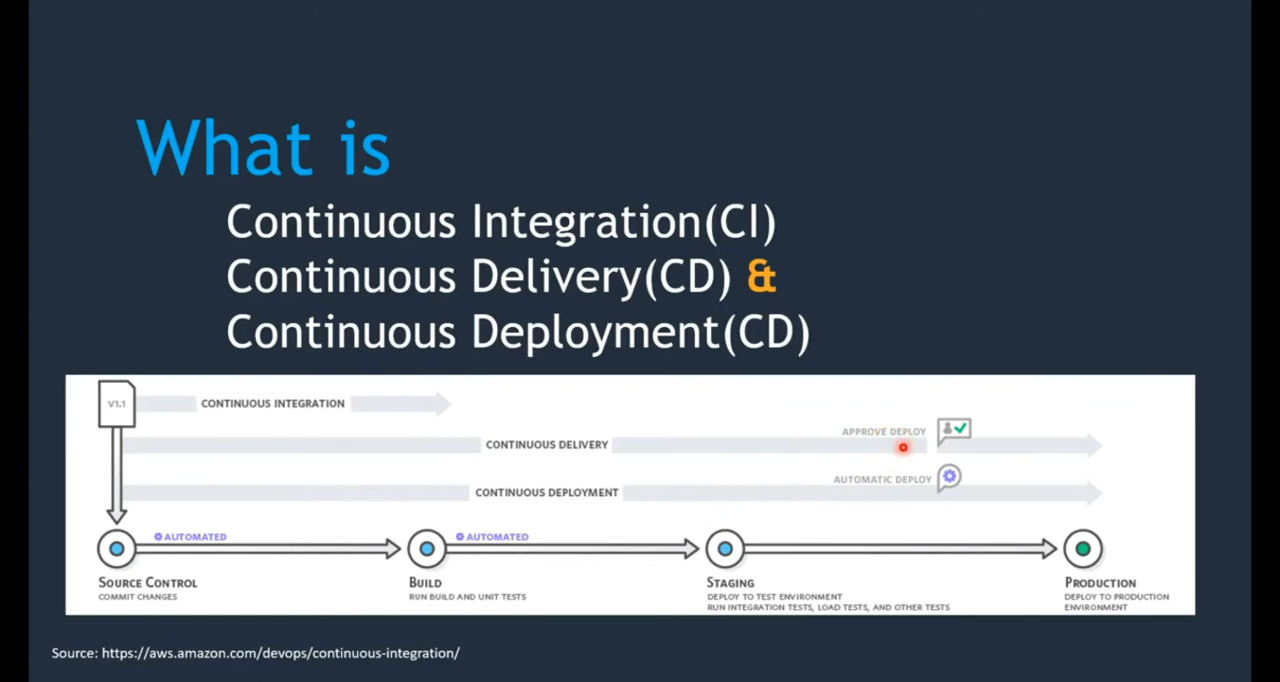 What is
Continuous Integration(CI)
Continuous Delivery(CD) &
Continuous Deployment(CD)
V1.1
CONTINUOUS INTEGRATION
CONTINUOUS DELIVERY
APPROVE DEPLOY
CONTINUOUS DEPLOYMENT
AUTOMATIC DEPLOY
AUTOMATED
AUTOMATED
SOURCE CONTROL
COMMIT CHANGES
BUILD
RUN BUILD AND UNIT TESTS
STAGING
DEPLOY TO TEST ENVIRONMENT
RUN INTEGRATION TESTS, LOAD TESTS, AND OTHER TESTS
PRODUCTION
DEPLOY TO PRODUCTION
ENVIRONMENT
Source: https://aws.amazon.com/devops/continuous-integration/